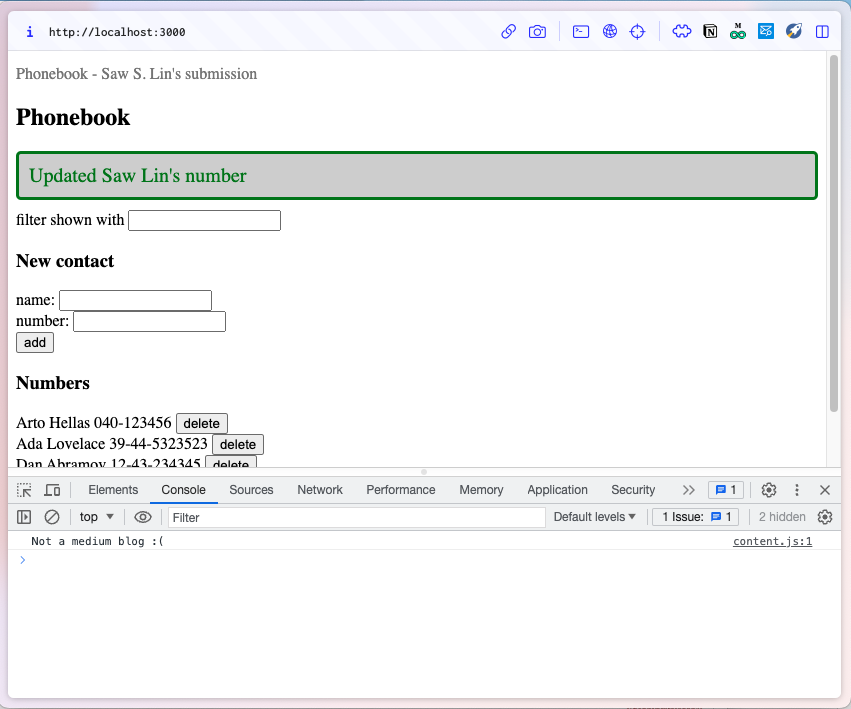 http://localhost:3000
Phonebook - Saw S. Lin's submission
Phonebook
Updated Saw Lin's number
filter shown with
New contact
name:
number:
add
Numbers
Arto Hellas 040-123456 delete
Ada Lovelace 39-44-5323523 delete
Dan Abramov 12-43-234345 delete
Elements Console Sources Network Performance Memory Application Security 1
top Filter Default levels 1 Issue: 1 2 hidden
Not a medium blog :( content.js:1